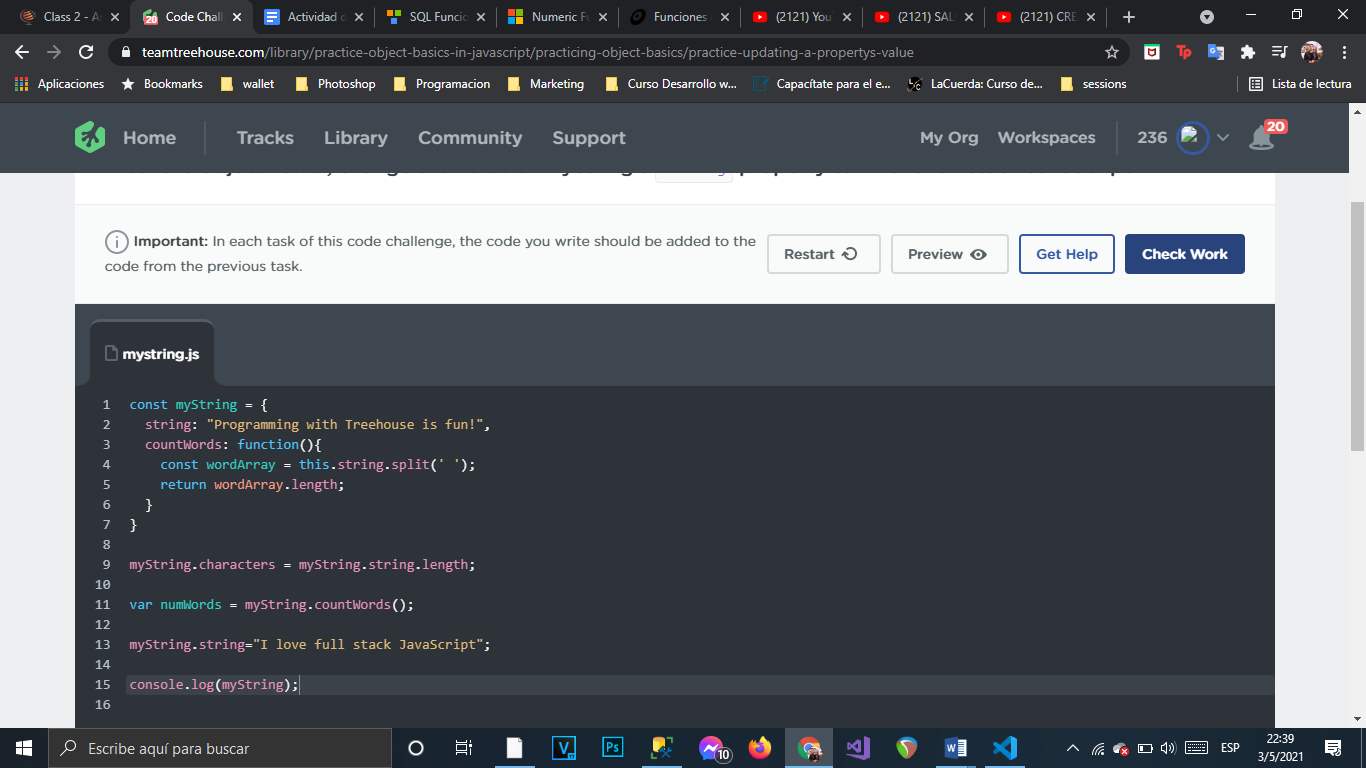 Class 2 - A
Code Chall
Actividad d
SQL Funcio
Numeric Fu
Funciones
(2121) You
(2121) SAL
(2121) CRE
teamtreehouse.com/library/practice-object-basics-in-javascript/practicing-object-basics/practice-updating-a-propertys-value
Aplicaciones Bookmarks wallet Photoshop Programacion Marketing Curso Desarrollo w... Capacítate para el e... LaCuerda: Curso de... sessions Lista de lectura
Home Tracks Library Community Support My Org Workspaces 236 20
Important: In each task of this code challenge, the code you write should be added to the
code from the previous task.
Restart Preview Get Help Check Work
mystring.js
1 const myString = {
2 string: "Programming with Treehouse is fun!",
3 countWords: function(){
4 const wordArray = this.string.split(' ');
5 return wordArray.length;
6 }
7 }
8
9 myString.characters = myString.string.length;
10
11 var numWords = myString.countWords();
12
13 myString.string="I love full stack JavaScript";
14
15 console.log(myString);
16
Escribe aquí para buscar
10
ESP
22:39
3/5/2021